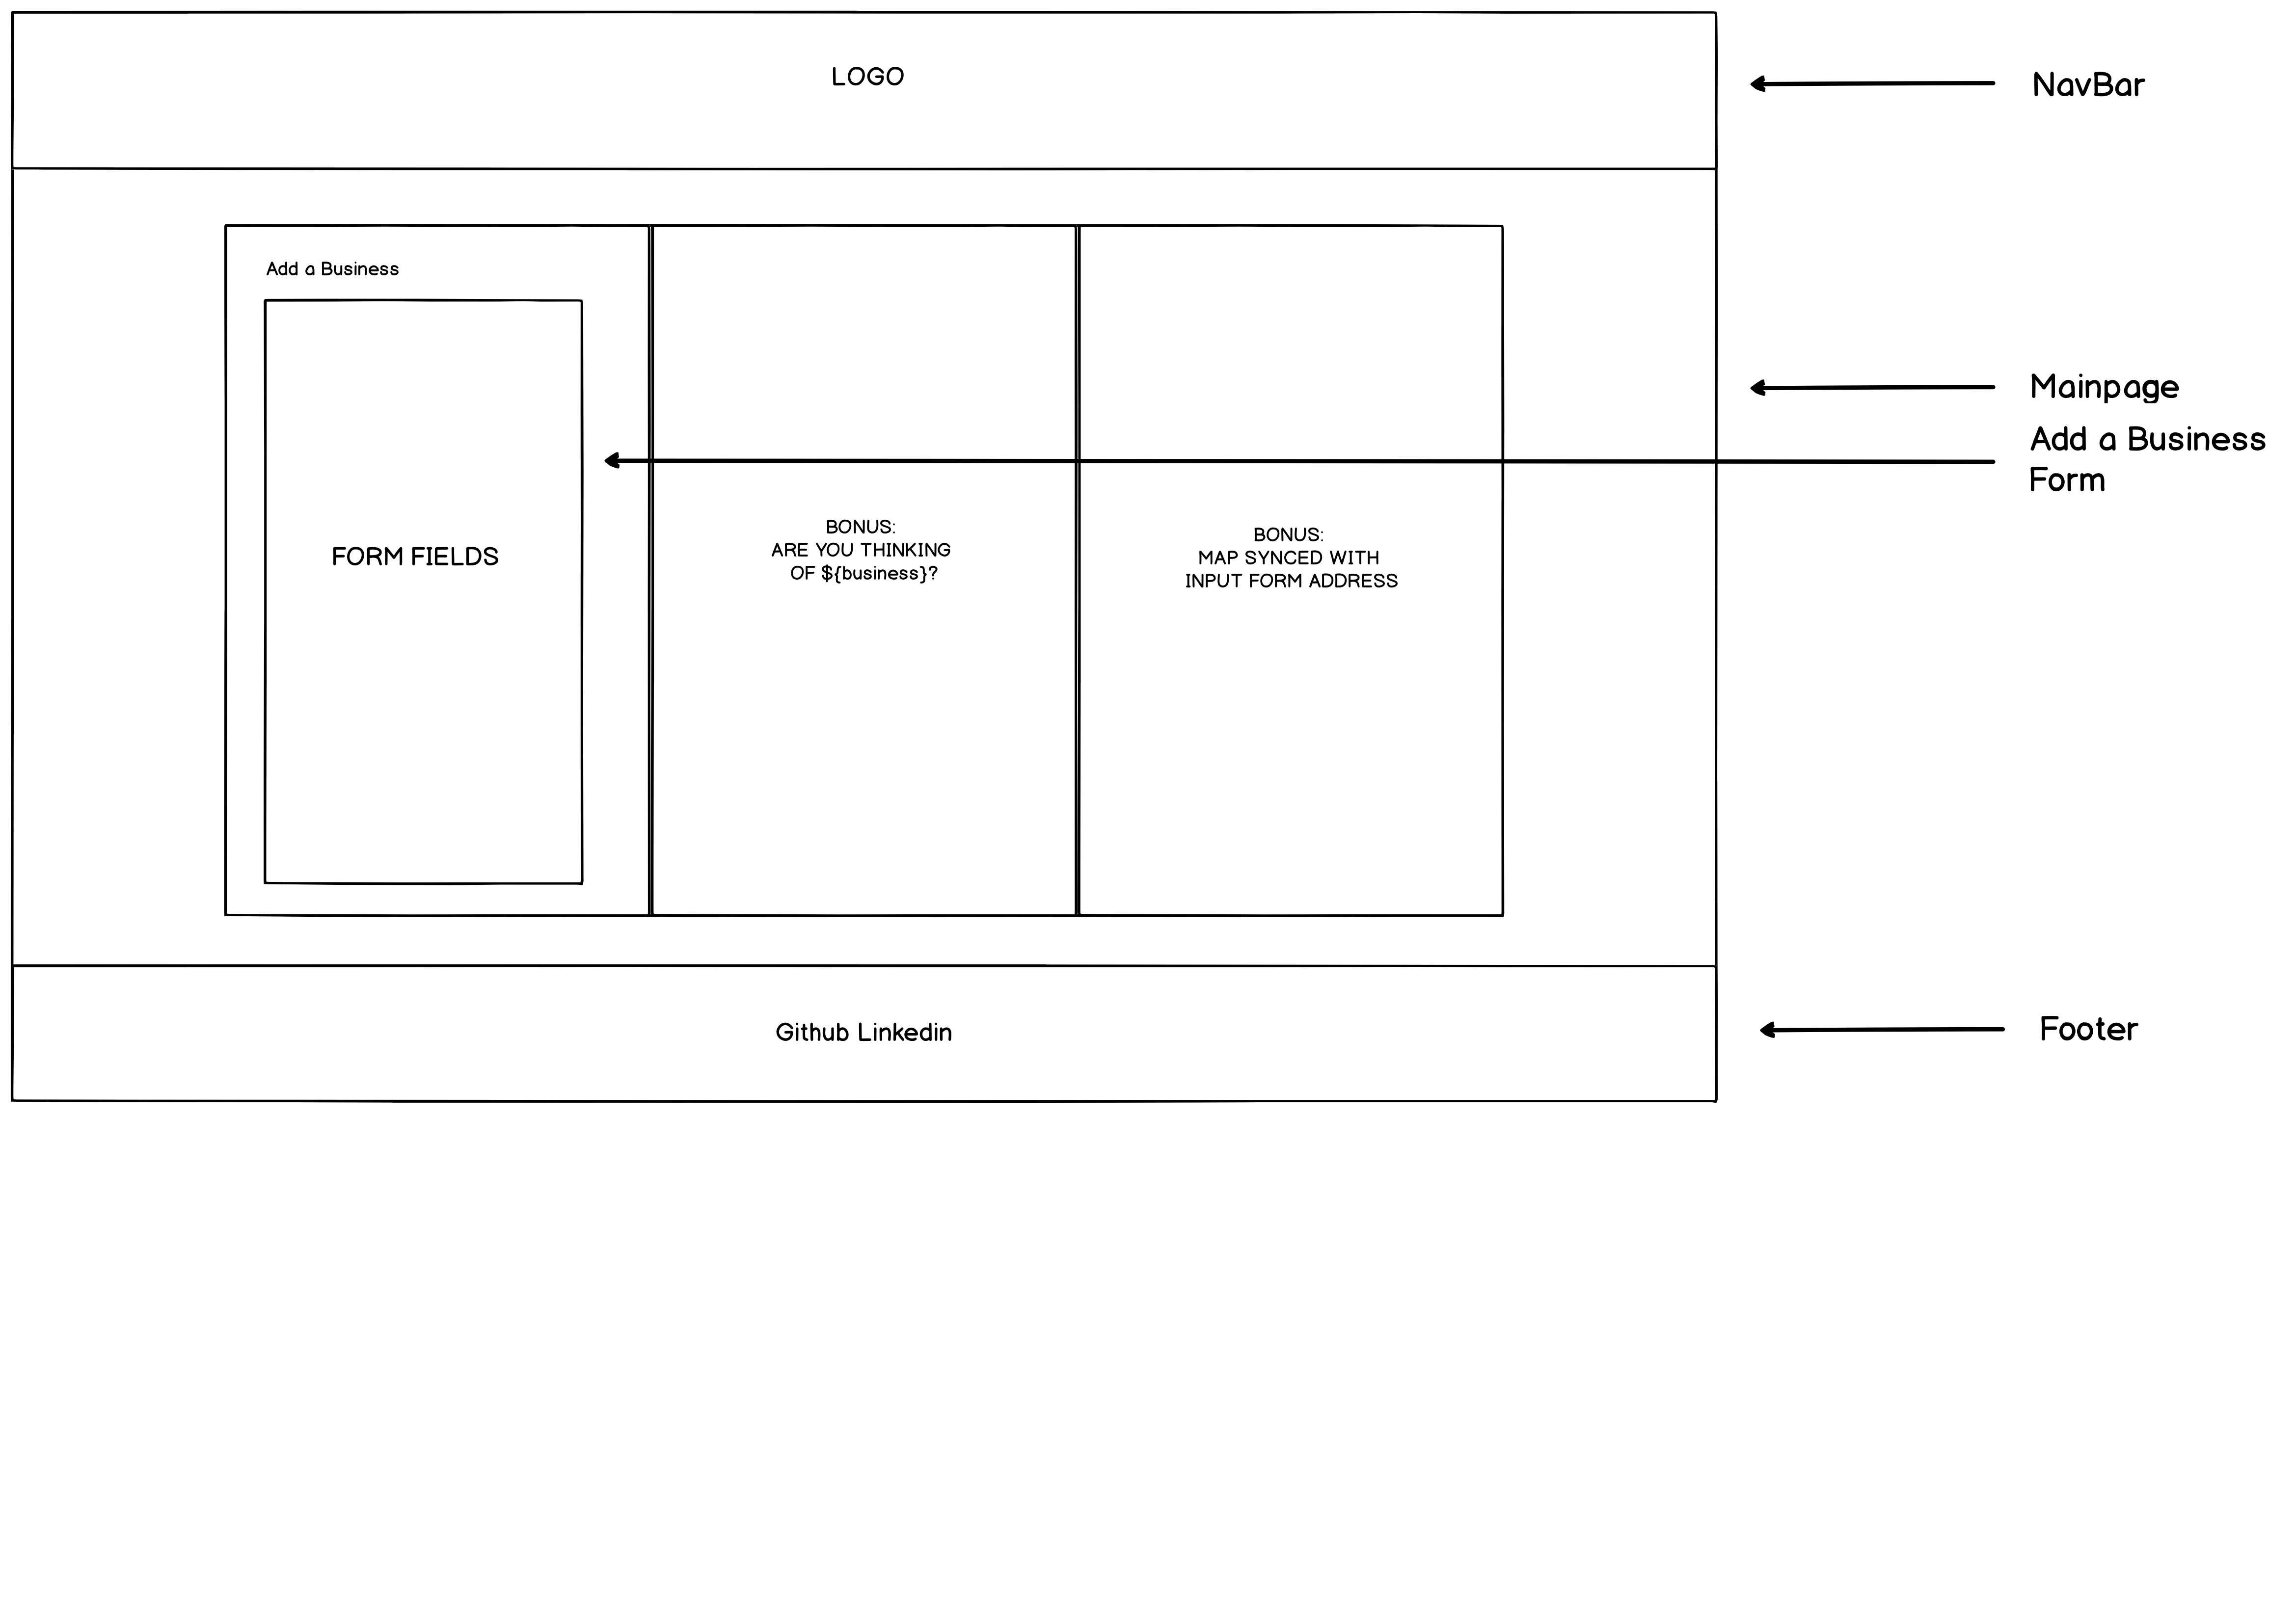 LOGO
NavBar
Add a Business
FORM FIELDS
BONUS:
ARE YOU THINKING
OF ${business}?
BONUS:
MAP SYNCED WITH
INPUT FORM ADDRESS
Mainpage
Add a Business
Form
Github Linkedin
Footer